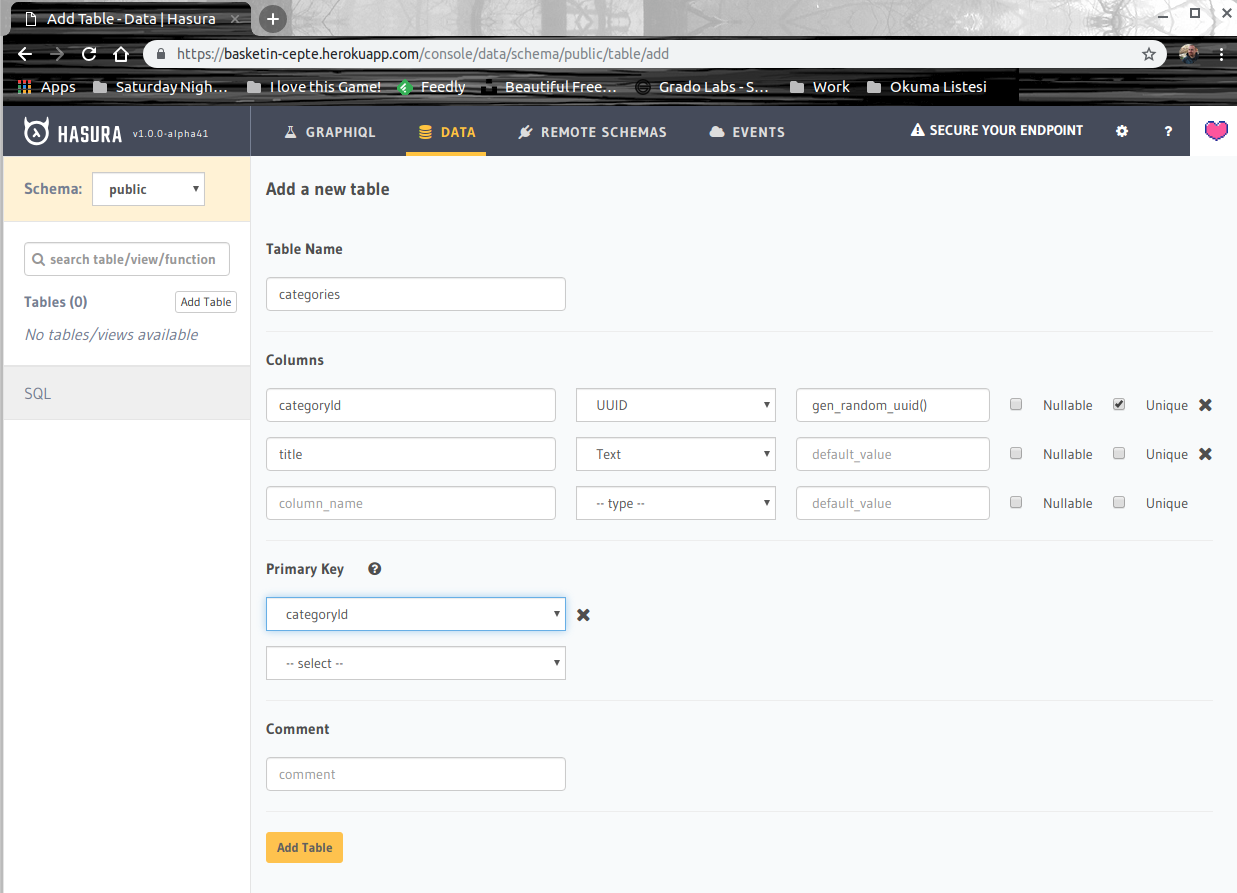 Add Table - Data | Hasura
https://basketin-cepte.herokuapp.com/console/data/schema/public/table/add
Apps Saturday Nigh... I love this Game! Feedly Beautiful Free... Grado Labs - S... Work Okuma Listesi
HASURA v1.0.0-alpha41 GRAPHIQL DATA REMOTE SCHEMAS EVENTS SECURE YOUR ENDPOINT ?
Schema: public
search table/view/function
Tables (0) Add Table
No tables/views available
SQL
Add a new table
Table Name
categories
Columns
categoryId UUID gen_random_uuid() Nullable Unique
title Text default_value Nullable Unique
column_name -- type -- default_value Nullable Unique
Primary Key ?
categoryId
-- select --
Comment
comment
Add Table